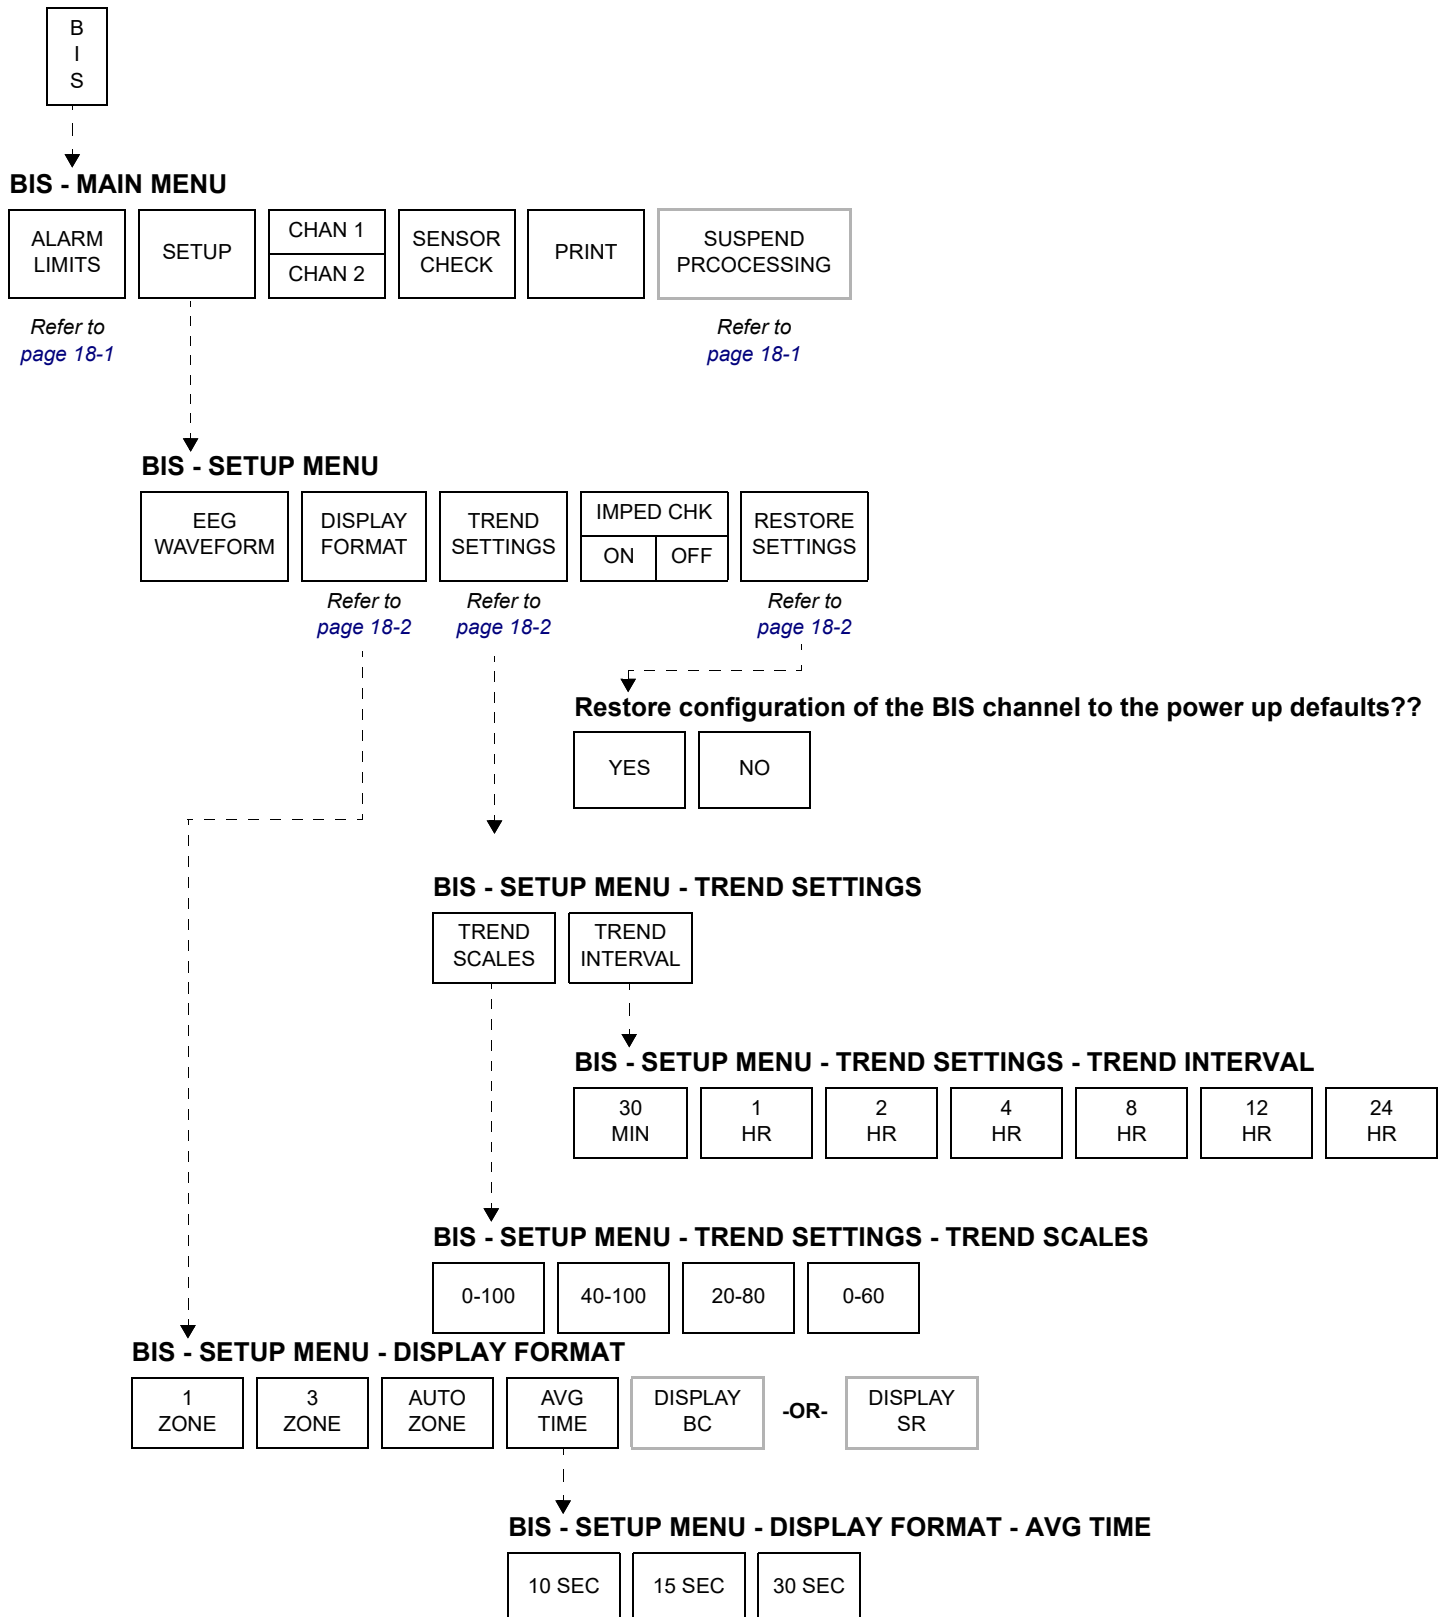 B
I
S
BIS - MAIN MENU
ALARM
LIMITS
SETUP
CHAN 1
CHAN 2
SENSOR
CHECK
PRINT
SUSPEND
PRCOCESSING
Refer to
page 18-1
Refer to
page 18-1
BIS - SETUP MENU
EEG
WAVEFORM
DISPLAY
FORMAT
TREND
SETTINGS
IMPED CHK
ON
OFF
RESTORE
SETTINGS
Refer to
page 18-2
Refer to
page 18-2
Refer to
page 18-2
Restore configuration of the BIS channel to the power up defaults??
YES
NO
BIS - SETUP MENU - TREND SETTINGS
TREND
SCALES
TREND
INTERVAL
BIS - SETUP MENU - TREND SETTINGS - TREND INTERVAL
30
MIN
1
HR
2
HR
4
HR
8
HR
12
HR
24
HR
BIS - SETUP MENU - TREND SETTINGS - TREND SCALES
0-100
40-100
20-80
0-60
BIS - SETUP MENU - DISPLAY FORMAT
1
ZONE
3
ZONE
AUTO
ZONE
AVG
TIME
DISPLAY
BC
-OR-
DISPLAY
SR
BIS - SETUP MENU - DISPLAY FORMAT - AVG TIME
10 SEC
15 SEC
30 SEC